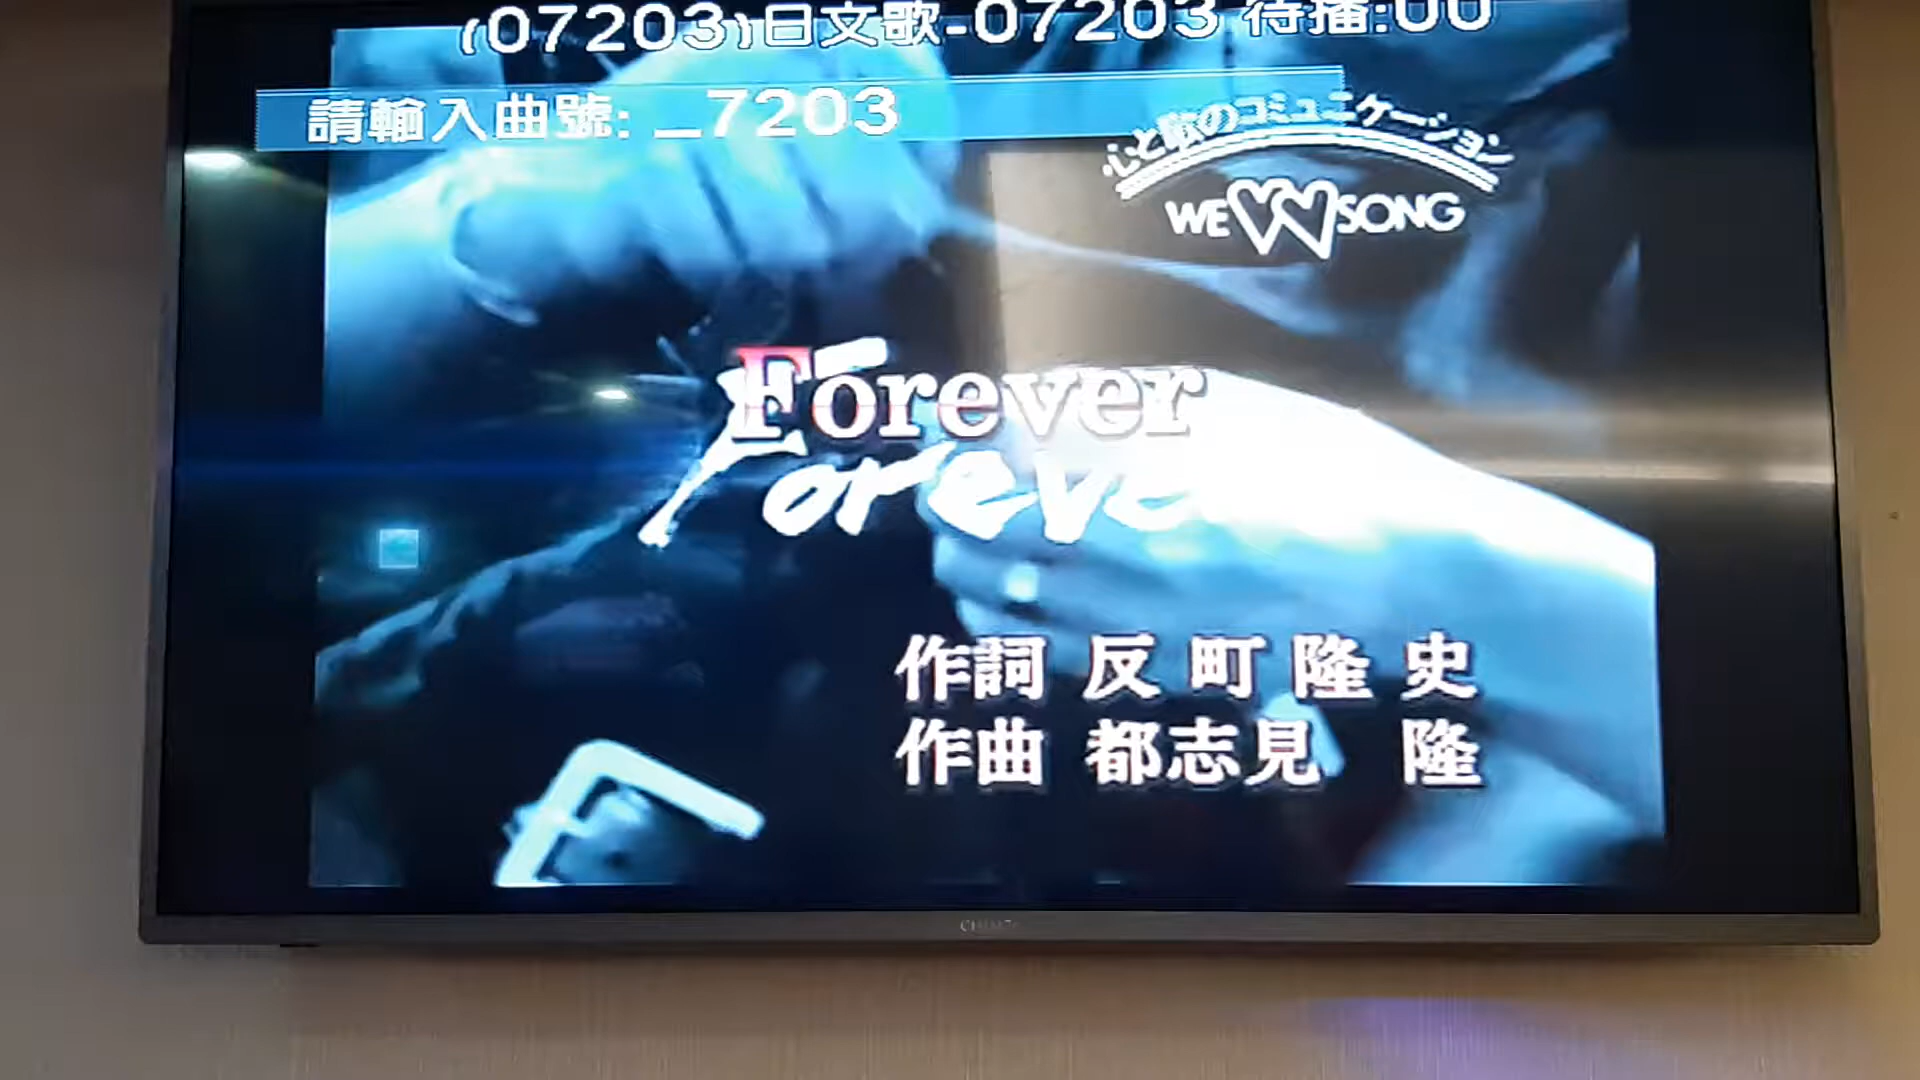 (07203)日文歌-07203 待播:00
請輸入曲號: _7203
心と歌のコミュニケーション
WE SONG
Forever
Forever
作詞 反町隆史
作曲 都志見 隆